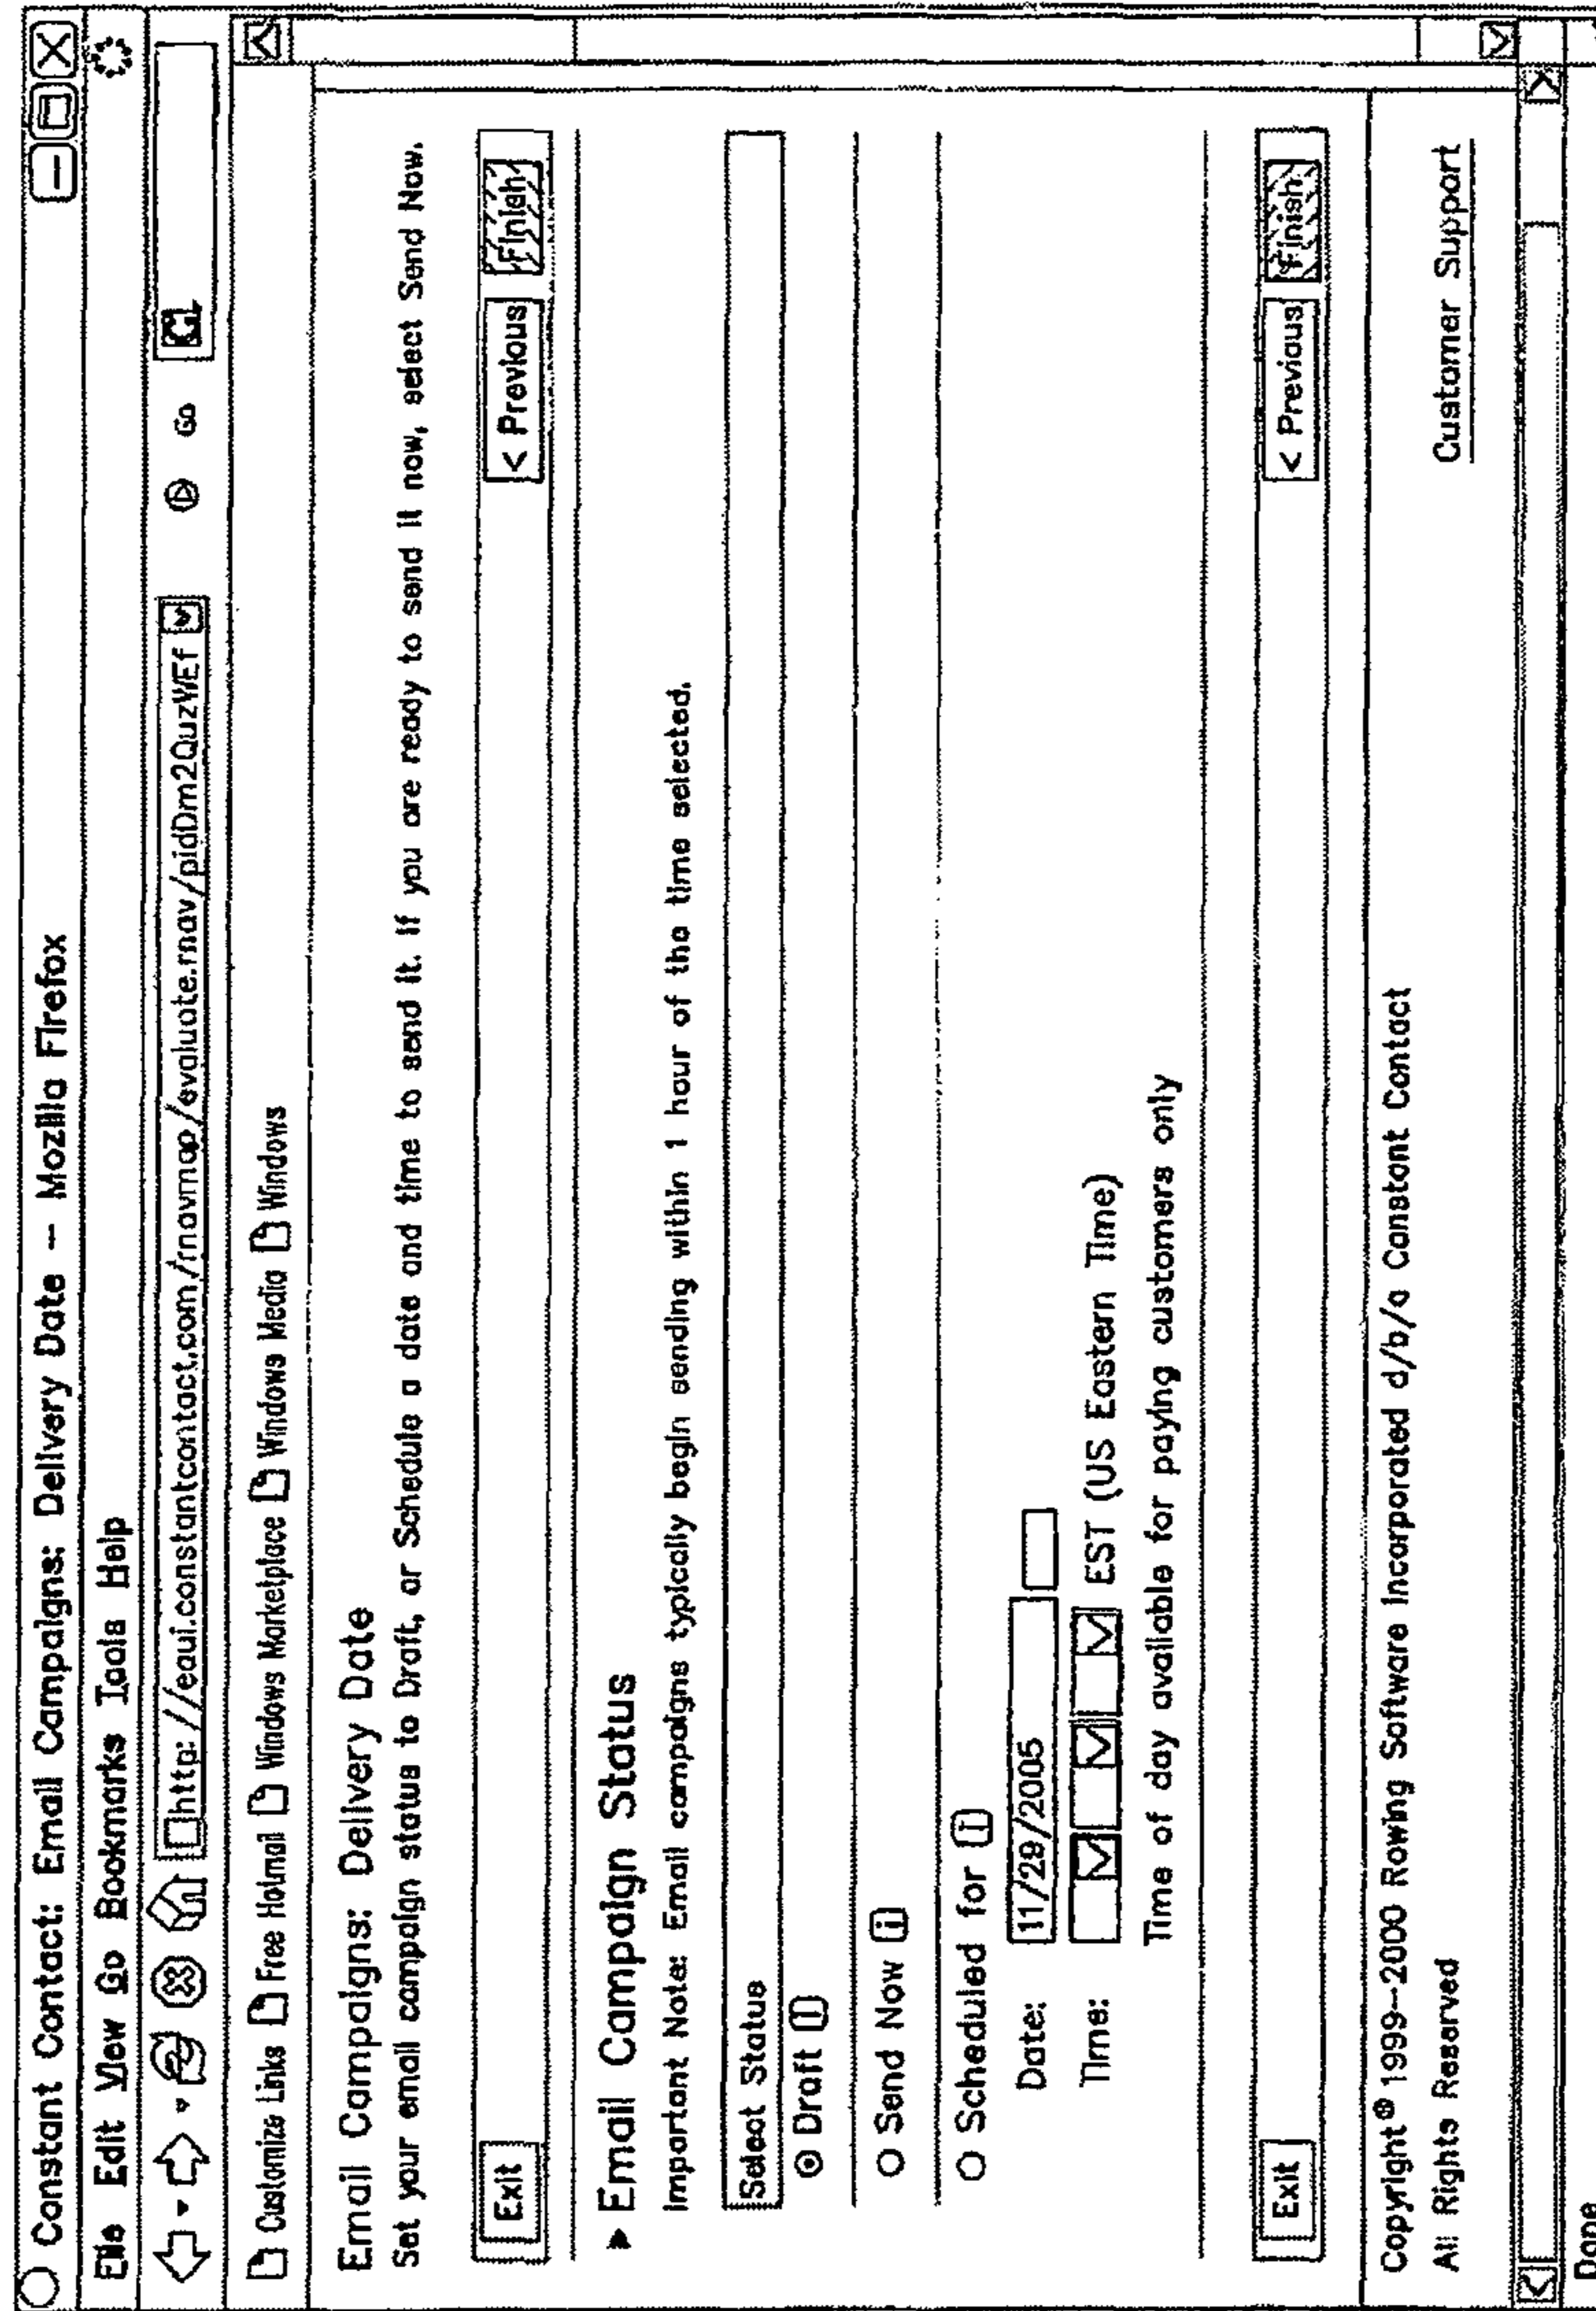 Constant Contact: Email Campaigns: Delivery Date -- Mozilla Firefox
File Edit View Go Bookmarks Tools Help
http://eaui.constantcontact.com/rnavmap/evaluate.rnav/pidDm2QuzWEf Go G
Customize Links Free Hotmail Windows Marketplace Windows Media Windows
Email Campaigns: Delivery Date
Set your email campaign status to Draft, or Schedule a date and time to send it. If you are ready to send it now, select Send Now.
Exit < Previous Finish
Email Campaign Status
Important Note: Email campaigns typically begin sending within 1 hour of the time selected.
Select Status
Draft i
Send Now i
Scheduled for i
Date: 11/29/2005
Time: EST (US Eastern Time)
Time of day available for paying customers only
Exit < Previous Finish
Copyright ® 1999-2000 Rowing Software Incorporated d/b/a Constant Contact
All Rights Reserved Customer Support
Done